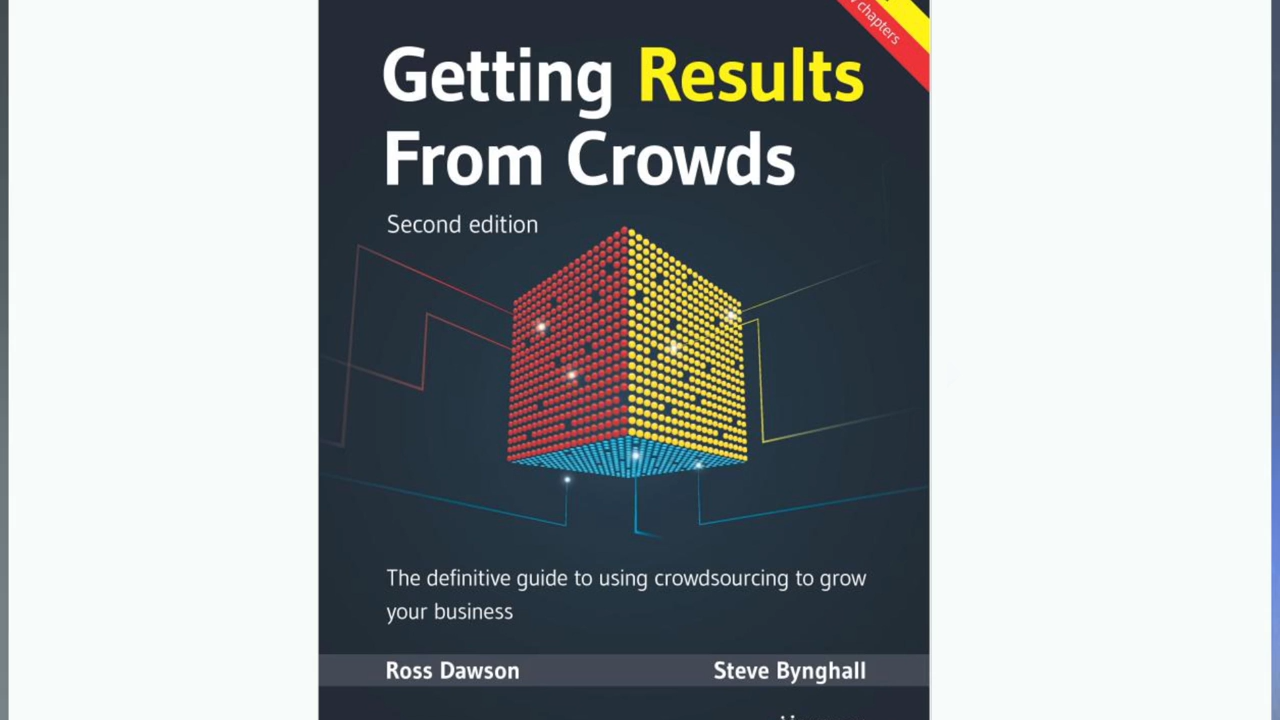 chapters
Getting Results
From Crowds
Second edition
The definitive guide to using crowdsourcing to grow
your business
Ross Dawson
Steve Bynghall